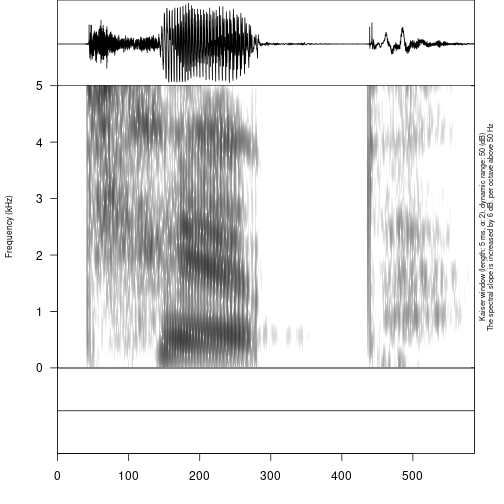 5
4
3
2
1
0
Frequency (kHz)
Kaiser window (length: 5 ms, α: 2), dynamic range: 50 (dB)
The spectral slope is increased by 6 dB  per octave above 50 Hz
0 100 200 300 400 500